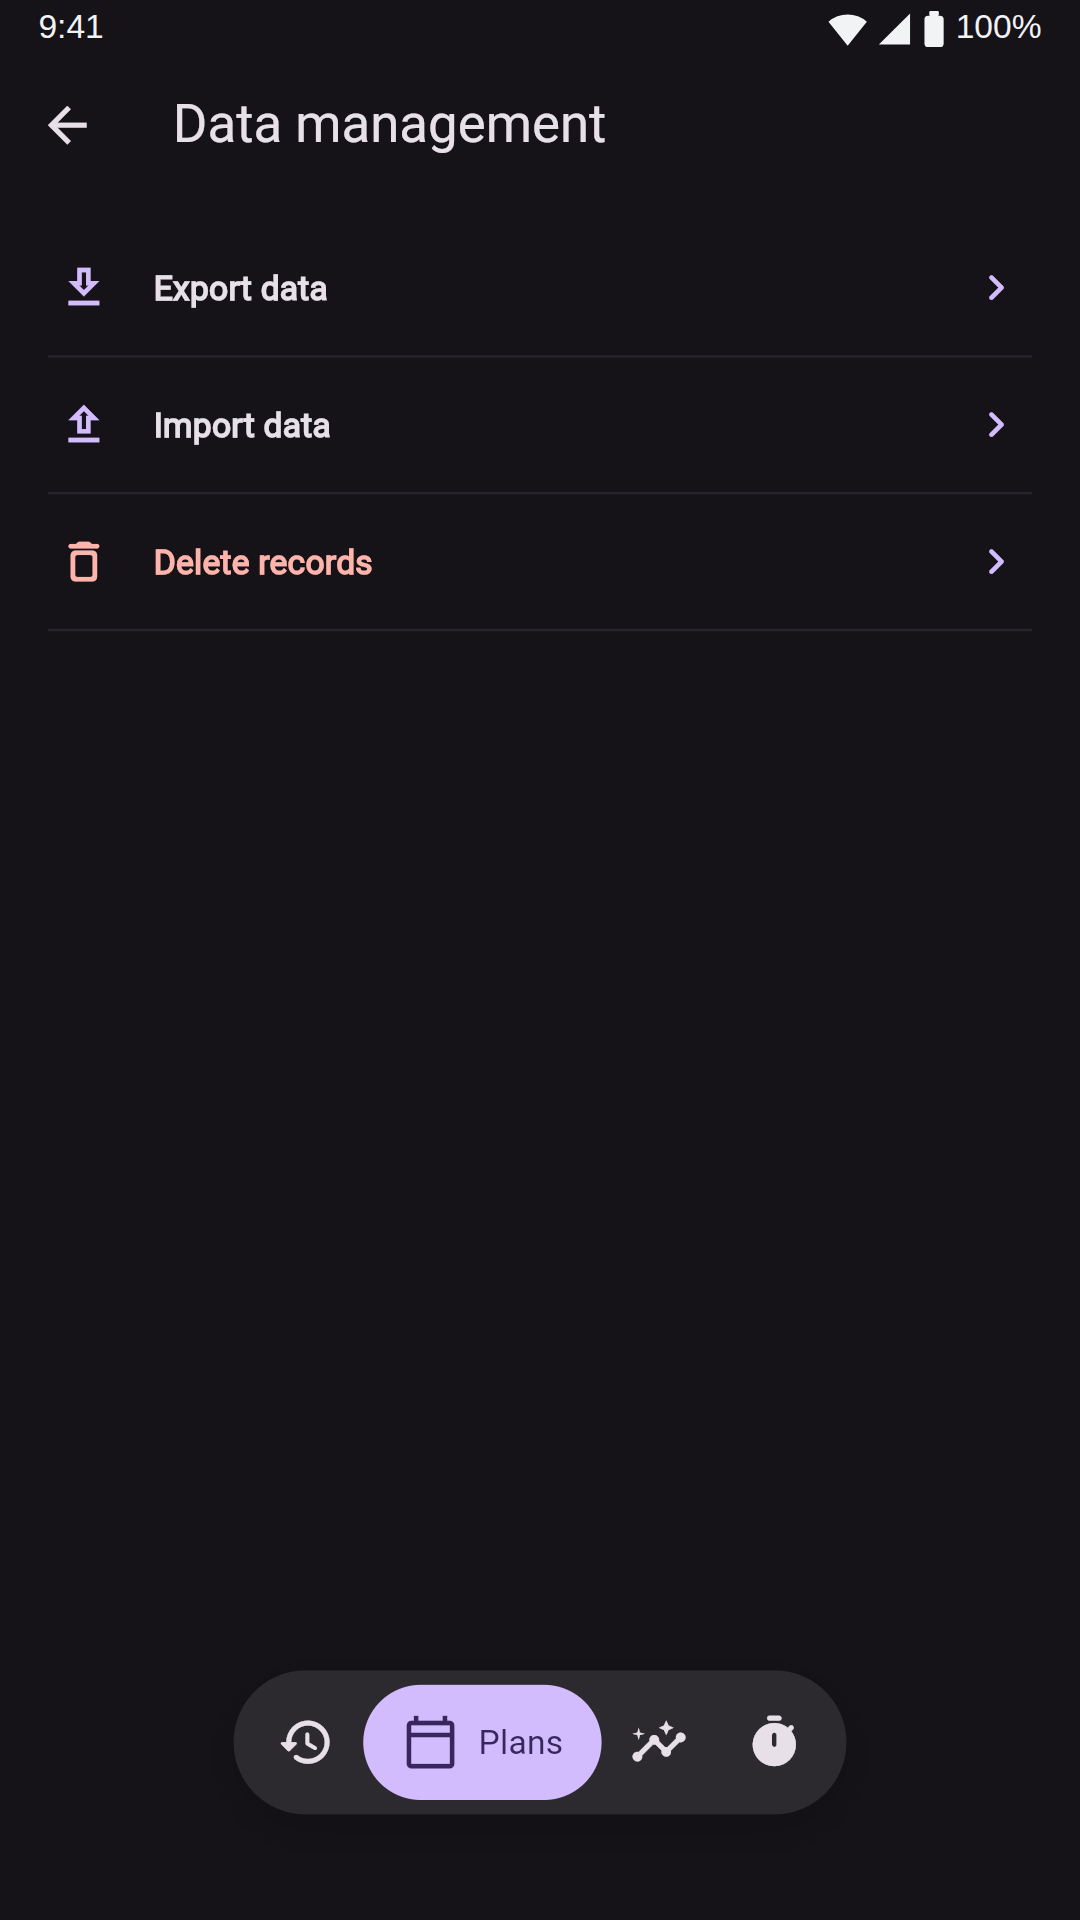 9:41
100%
Data management
Export data
Import data
Delete records
Plans